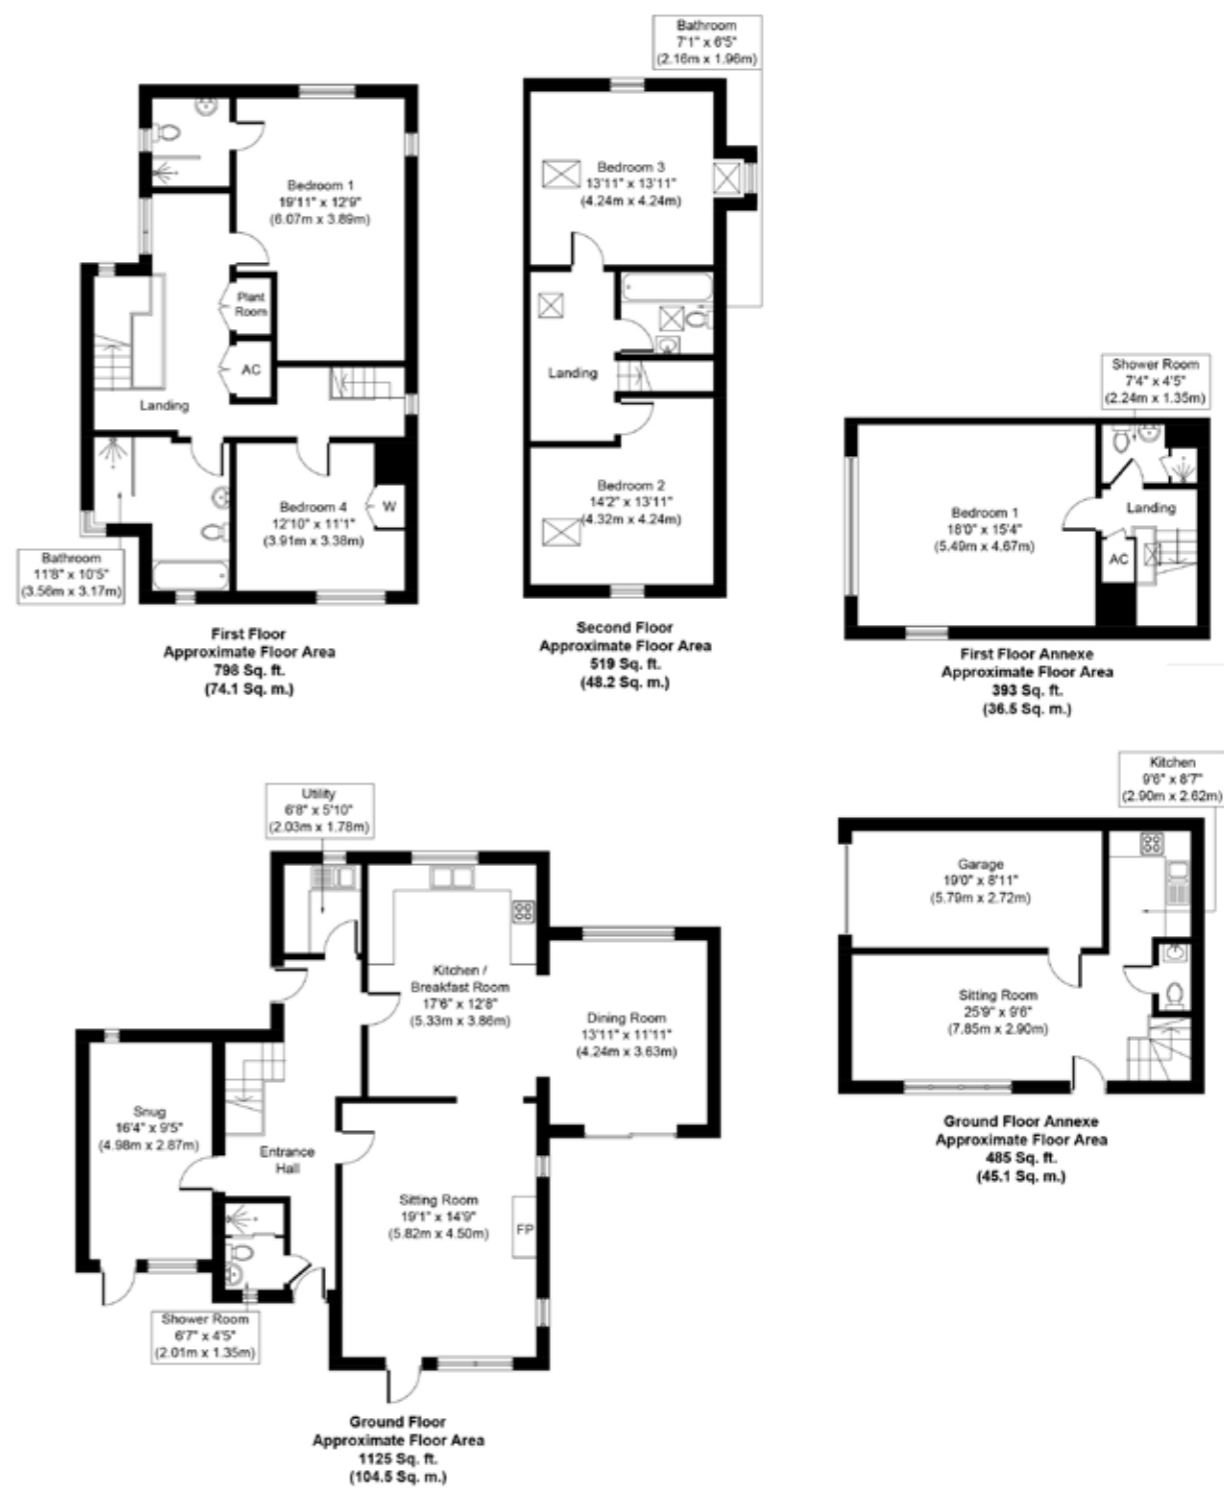 Bathroom
7'1" x 6'5"
(2.16m x 1.96m)
Bedroom 1
19'11" x 12'9"
(6.07m x 3.89m)
Plant
Room
AC
Landing
Bedroom 4
12'10" x 11'1"
(3.91m x 3.38m)
W
Bathroom
11'8" x 10'5"
(3.56m x 3.17m)
First Floor
Approximate Floor Area
798 Sq. ft.
(74.1 Sq. m.)
Bedroom 3
13'11" x 13'11"
(4.24m x 4.24m)
Landing
Bedroom 2
14'2" x 13'11"
(4.32m x 4.24m)
Second Floor
Approximate Floor Area
519 Sq. ft.
(48.2 Sq. m.)
Shower Room
7'4" x 4'5"
(2.24m x 1.35m)
Bedroom 1
18'0" x 15'4"
(5.49m x 4.67m)
Landing
AC
First Floor Annexe
Approximate Floor Area
393 Sq. ft.
(36.5 Sq. m.)
Utility
6'8" x 5'10"
(2.03m x 1.78m)
Kitchen /
Breakfast Room
17'6" x 12'8"
(5.33m x 3.86m)
Dining Room
13'11" x 11'11"
(4.24m x 3.63m)
Snug
16'4" x 9'5"
(4.98m x 2.87m)
Entrance
Hall
Sitting Room
19'1" x 14'9"
(5.82m x 4.50m)
FP
Shower Room
6'7" x 4'5"
(2.01m x 1.35m)
Ground Floor
Approximate Floor Area
1125 Sq. ft.
(104.5 Sq. m.)
Kitchen
9'6" x 8'7"
(2.90m x 2.62m)
Garage
19'0" x 8'11"
(5.79m x 2.72m)
Sitting Room
25'9" x 9'6"
(7.85m x 2.90m)
Ground Floor Annexe
Approximate Floor Area
485 Sq. ft.
(45.1 Sq. m.)